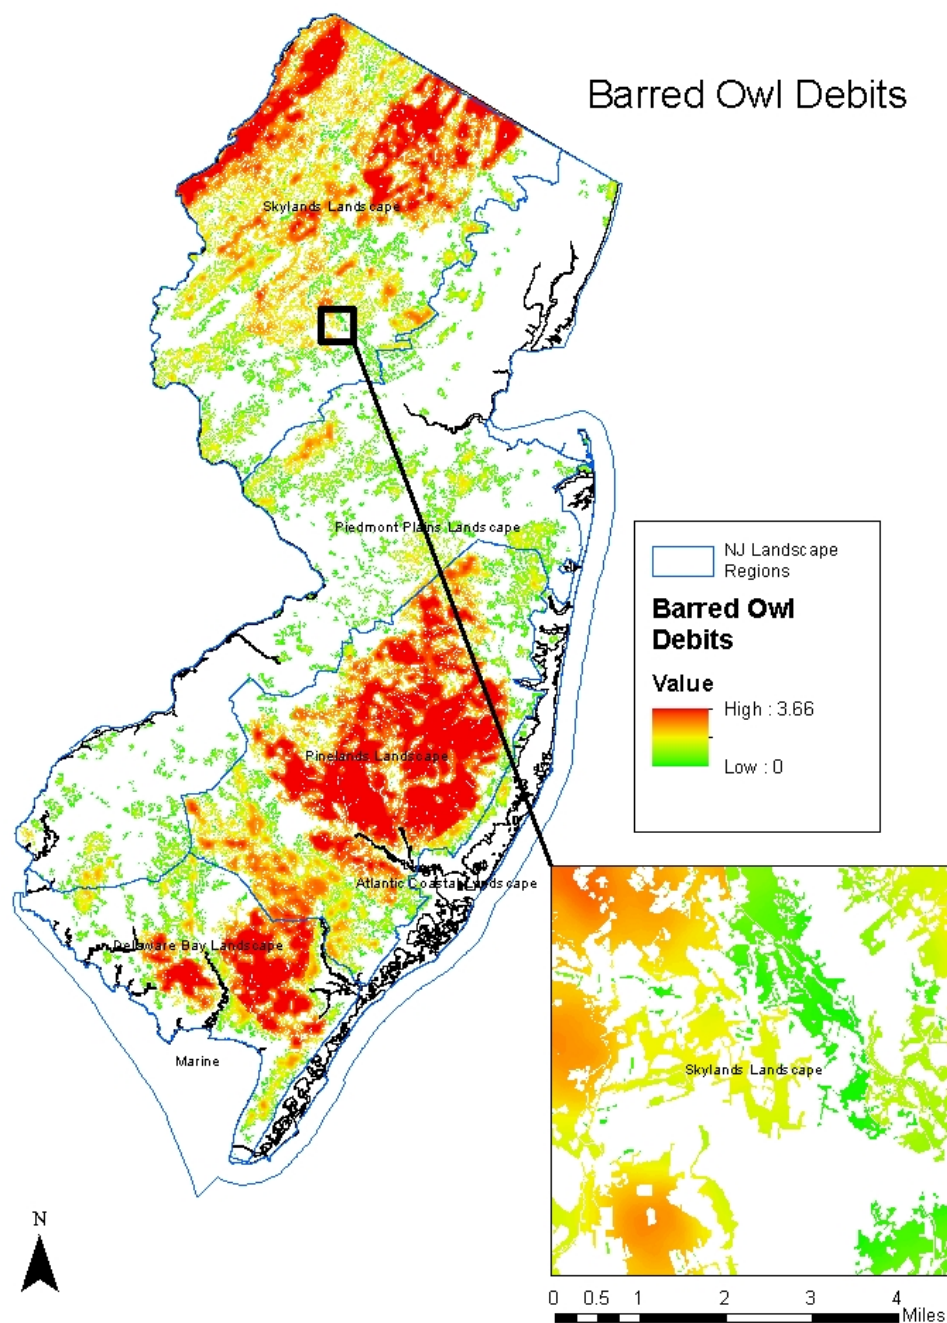 Barred Owl Debits
Skylands Landscape
Piedmont Plains Landscape
NJ Landscape
Regions
Barred Owl
Debits
Value
High : 3.66
Low : 0
Pinelands Landscape
Atlantic Coastal Landscape
Delaware Bay Landscape
Marine
Skylands Landscape
N
0 0.5 1 2 3 4
Miles